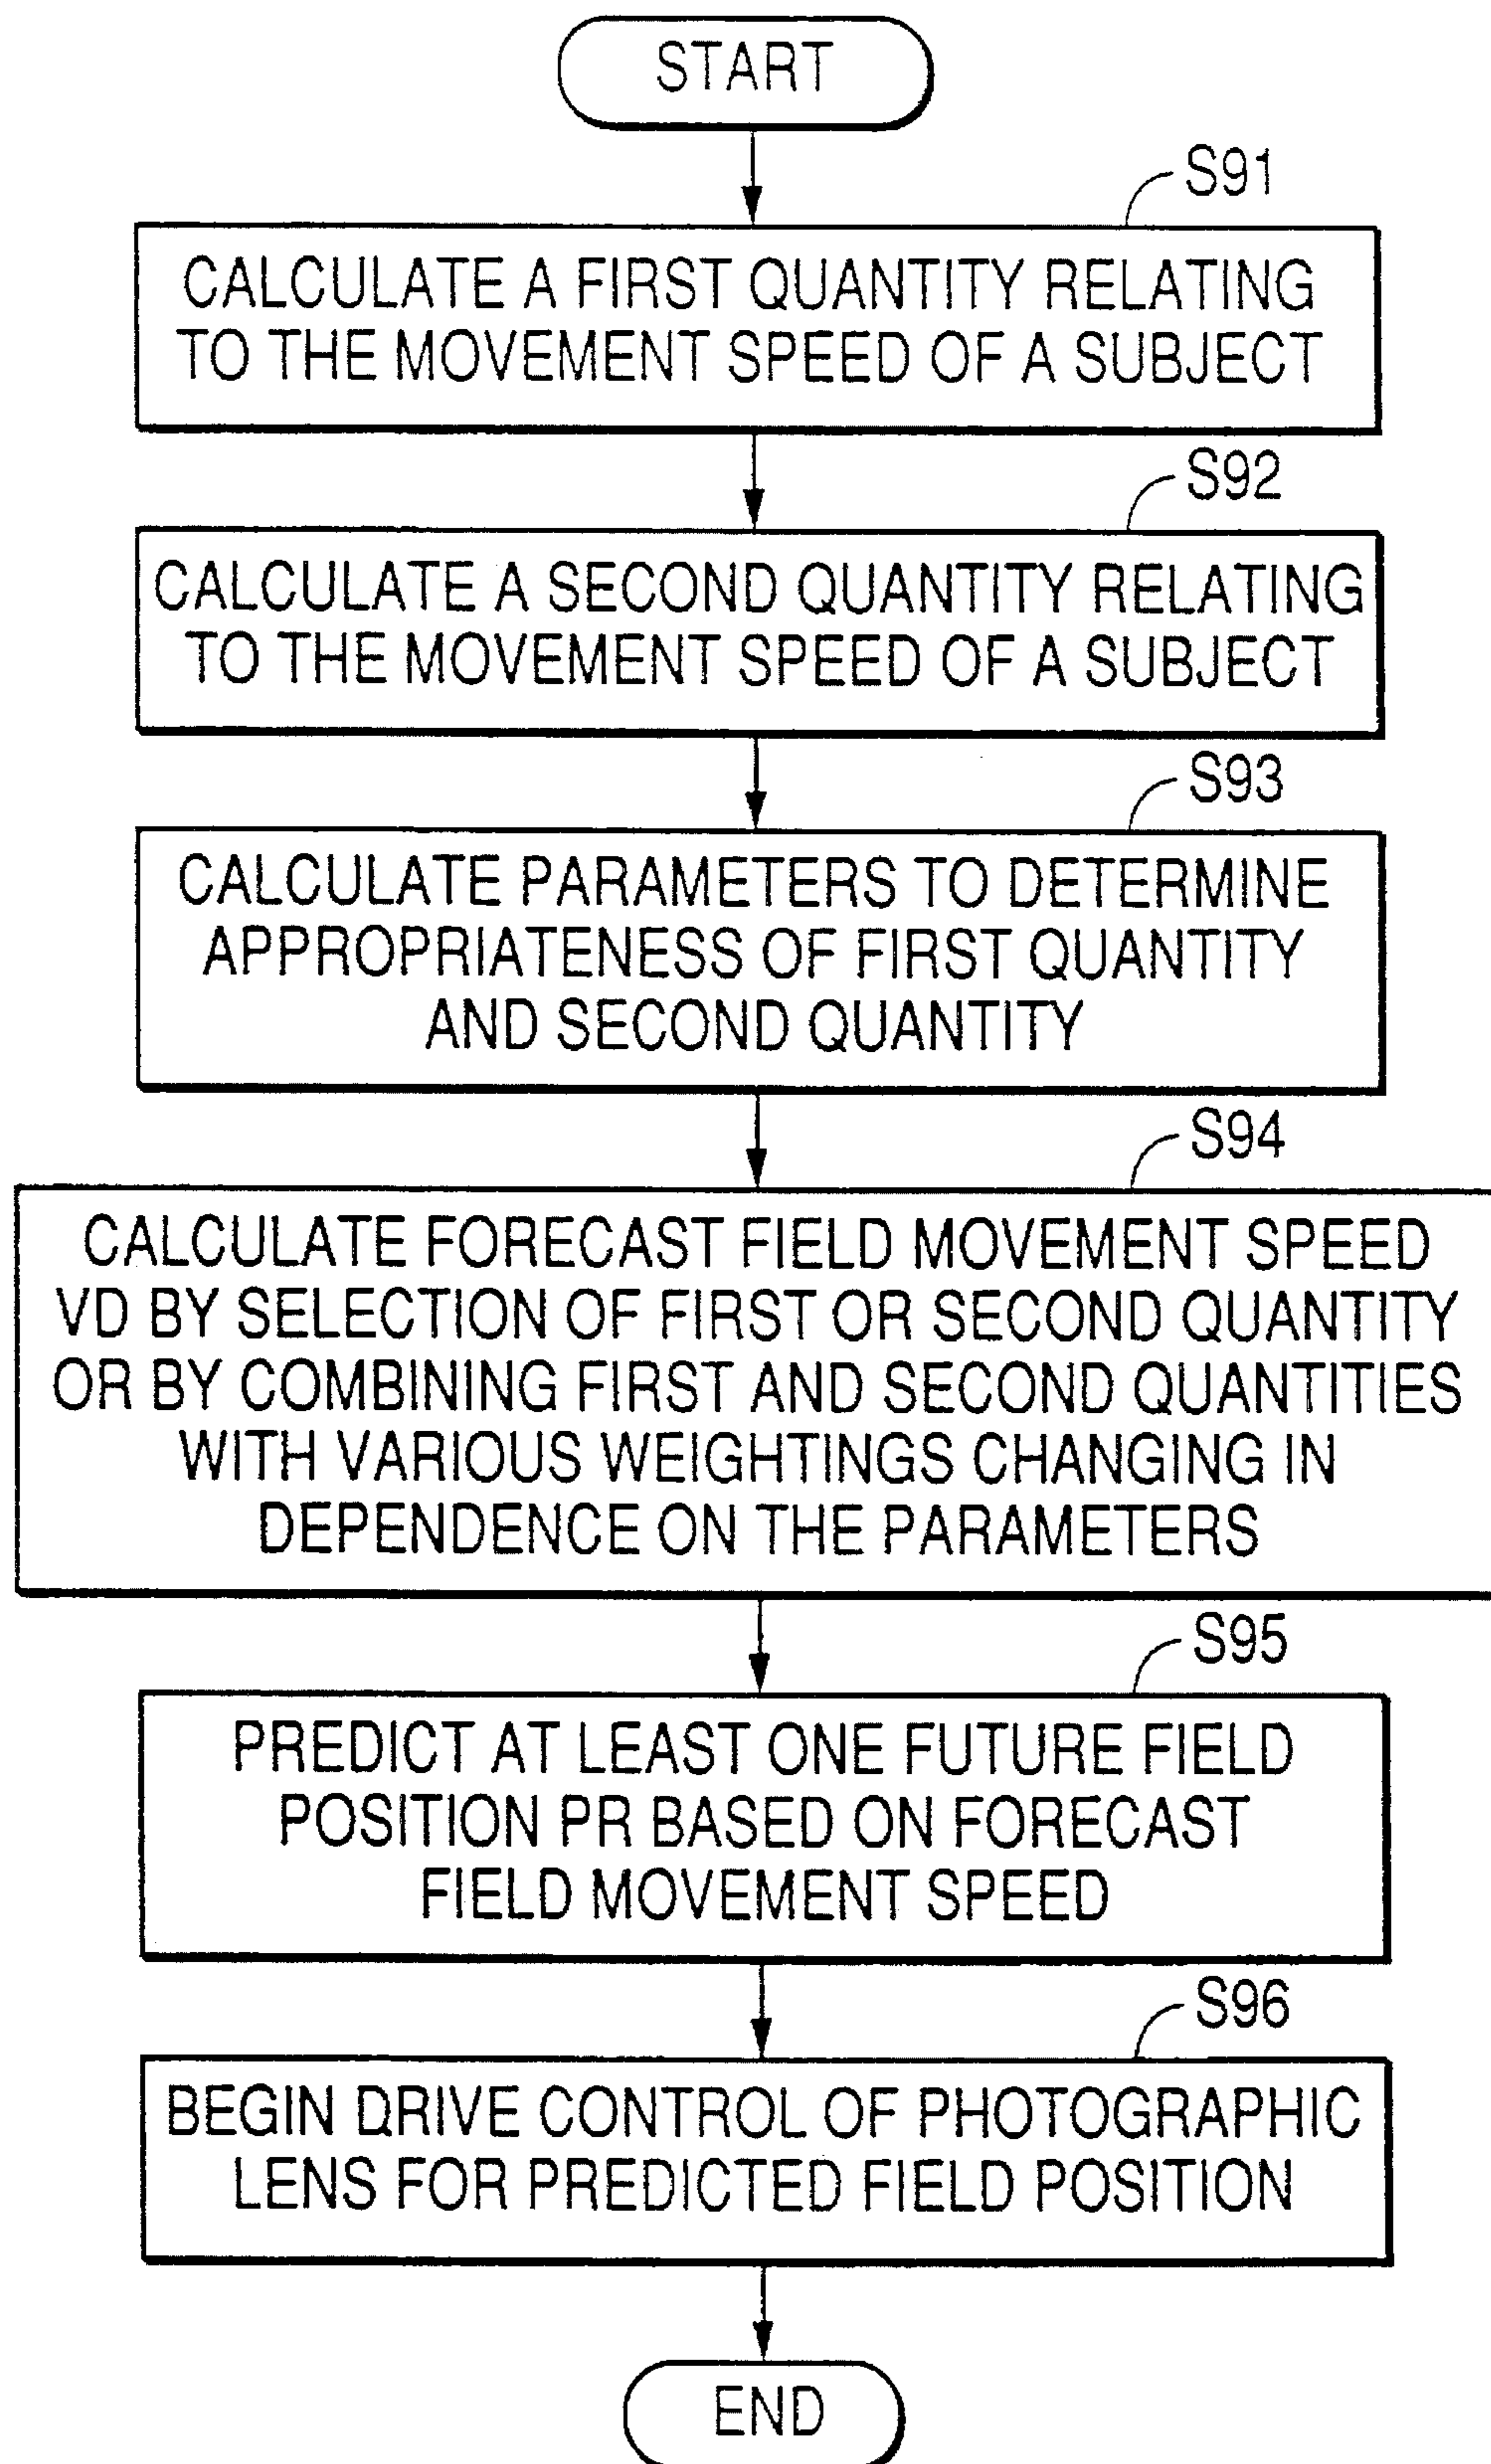 START
S91
CALCULATE A FIRST QUANTITY RELATING
TO THE MOVEMENT SPEED OF A SUBJECT
S92
CALCULATE A SECOND QUANTITY RELATING
TO THE MOVEMENT SPEED OF A SUBJECT
S93
CALCULATE PARAMETERS TO DETERMINE
APPROPRIATENESS OF FIRST QUANTITY
AND SECOND QUANTITY
S94
CALCULATE FORECAST FIELD MOVEMENT SPEED
VD BY SELECTION OF FIRST OR SECOND QUANTITY
OR BY COMBINING FIRST AND SECOND QUANTITIES
WITH VARIOUS WEIGHTINGS CHANGING IN
DEPENDENCE ON THE PARAMETERS
S95
PREDICT AT LEAST ONE FUTURE FIELD
POSITION PR BASED ON FORECAST
FIELD MOVEMENT SPEED
S96
BEGIN DRIVE CONTROL OF PHOTOGRAPHIC
LENS FOR PREDICTED FIELD POSITION
END